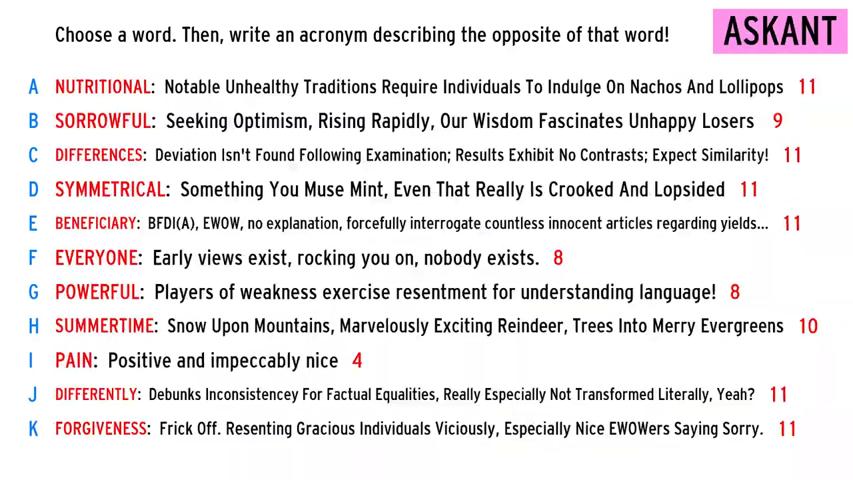 Choose a word. Then, write an acronym describing the opposite of that word! ASKANT
A NUTRITIONAL: Notable Unhealthy Traditions Require Individuals To Indulge On Nachos And Lollipops 11
B SORROWFUL: Seeking Optimism, Rising Rapidly, Our Wisdom Fascinates Unhappy Losers 9
C DIFFERENCES: Deviation Isn't Found Following Examination; Results Exhibit No Contrasts; Expect Similarity! 11
D SYMMETRICAL: Something You Muse Mint, Even That Really Is Crooked And Lopsided 11
E BENEFICIARY: BFDI(A), EWOW, no explanation, forcefully interrogate countless innocent articles regarding yields... 11
F EVERYONE: Early views exist, rocking you on, nobody exists. 8
G POWERFUL: Players of weakness exercise resentment for understanding language! 8
H SUMMERTIME: Snow Upon Mountains, Marvelously Exciting Reindeer, Trees Into Merry Evergreens 10
I PAIN: Positive and impeccably nice 4
J DIFFERENTLY: Debunks Inconsistencey For Factual Equalities, Really Especially Not Transformed Literally, Yeah? 11
K FORGIVENESS: Frick Off. Resenting Gracious Individuals Viciously, Especially Nice EWOWers Saying Sorry. 11